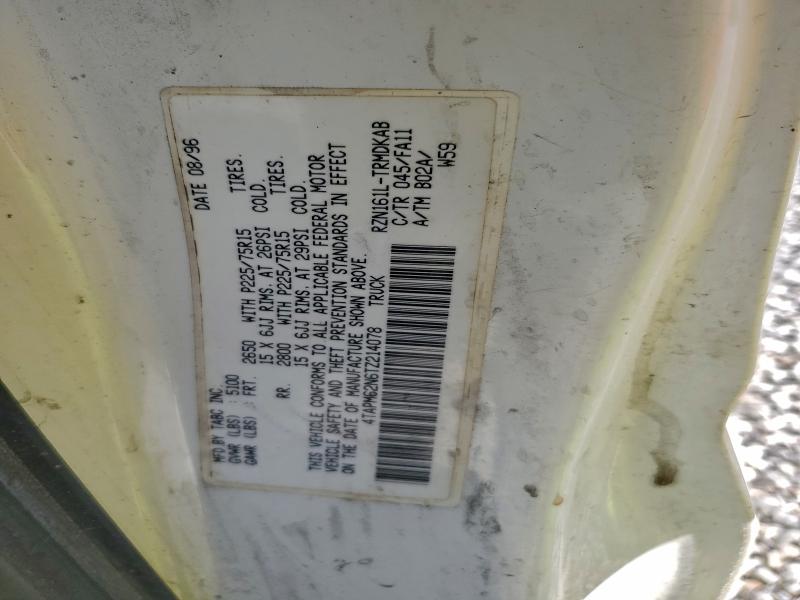 MFD BY TABC INC. DATE 08/96
GVWR (LBS) : 5100
GAWR (LBS) : FRT. 2650 WITH P225/75R15 TIRES.
15 X 6JJ RIMS. AT 26PSI COLD.
RR. 2800 WITH P225/75R15 TIRES.
15 X 6JJ RIMS. AT 29PSI COLD.
THIS VEHICLE CONFORMS TO ALL APPLICABLE FEDERAL MOTOR
VEHICLE SAFETY AND THEFT PREVENTION STANDARDS IN EFFECT
ON THE DATE OF MANUFACTURE SHOWN ABOVE.
4TAPM62N6TZ214078 TRUCK
RZN161L-TRMDKAB
C/TR 045/FA11
A/TM B02A/
W59